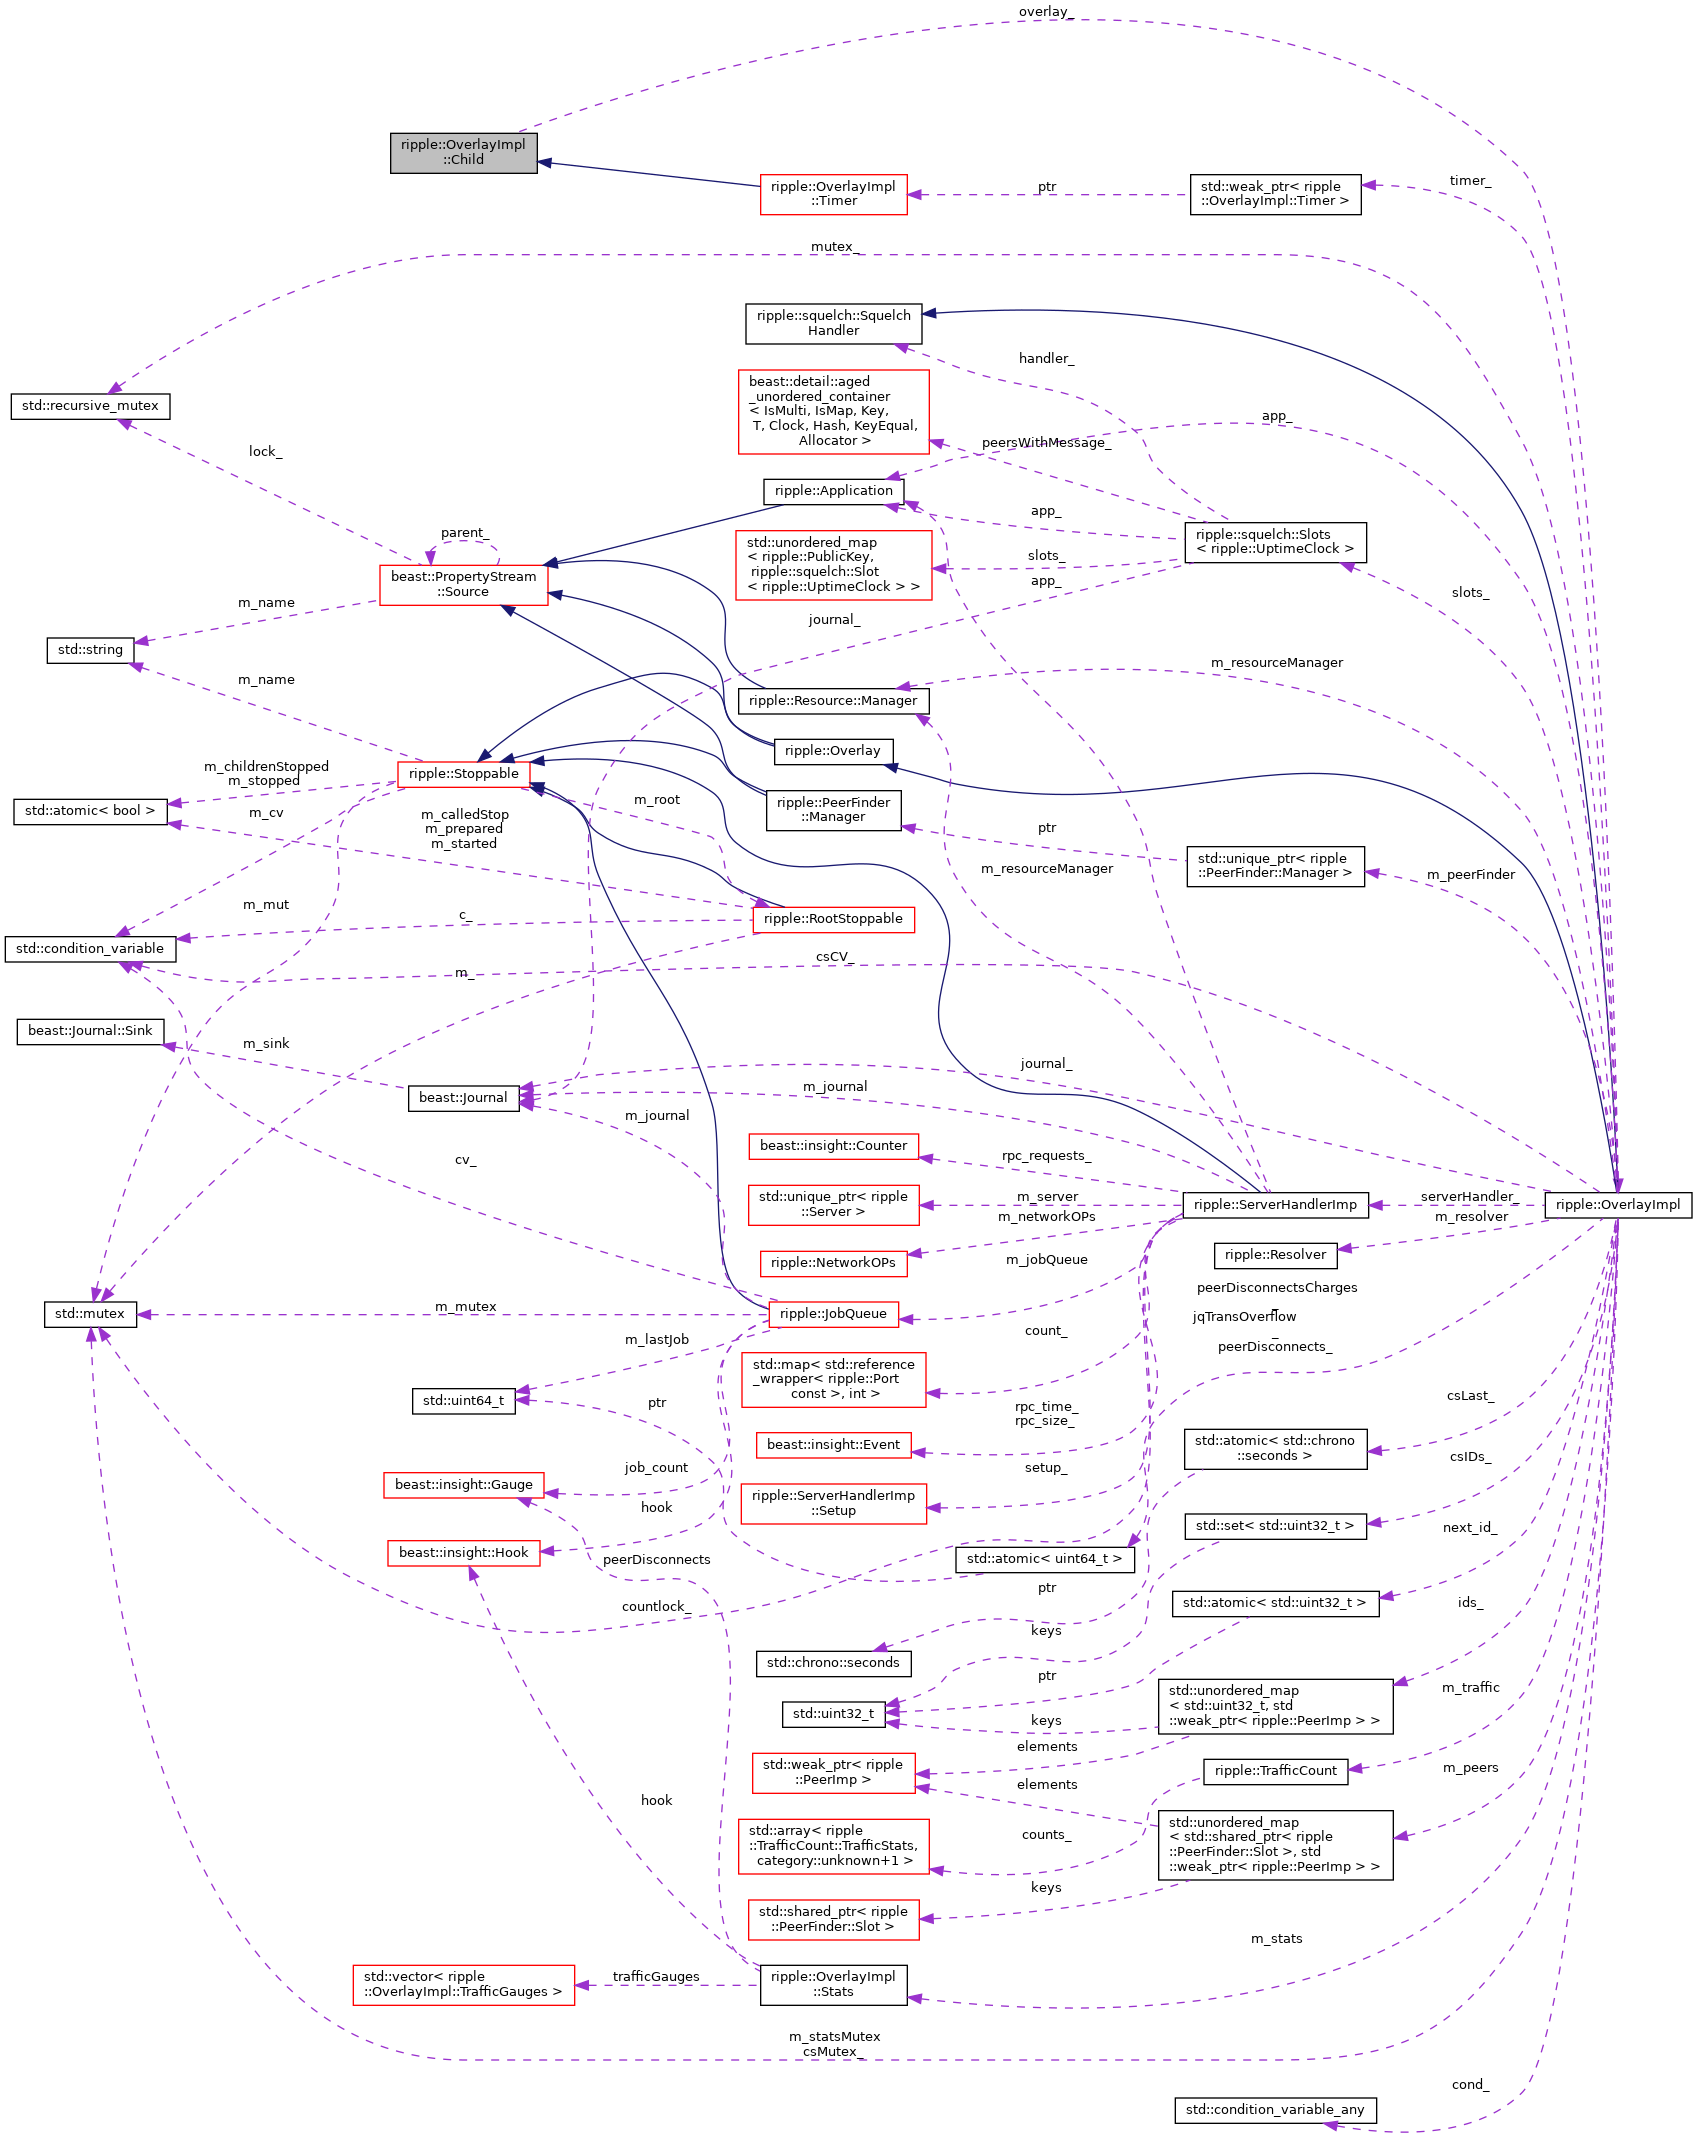 overlay_
ripple::OverlayImpl
::Child
ripple::OverlayImpl
::Timer
ptr
std::weak_ptr< ripple
::OverlayImpl::Timer >
timer_
mutex_
ripple::squelch::Squelch
Handler
handler_
beast::detail::aged
_unordered_container
< IsMulti, IsMap, Key,
T, Clock, Hash, KeyEqual,
Allocator >
std::recursive_mutex
app_
peersWithMessage_
lock_
ripple::Application
app_
parent_
ripple::squelch::Slots
< ripple::UptimeClock >
std::unordered_map
< ripple::PublicKey,
ripple::squelch::Slot
< ripple::UptimeClock > >
slots_
app_
beast::PropertyStream
::Source
slots_
m_name
journal_
std::string
m_resourceManager
m_name
ripple::Resource::Manager
ripple::Overlay
m_childrenStopped
m_stopped
ripple::Stoppable
m_root
std::atomic< bool >
m_cv
m_calledStop
m_prepared
m_started
ripple::PeerFinder
::Manager
ptr
std::unique_ptr< ripple
::PeerFinder::Manager >
m_peerFinder
m_resourceManager
m_mut
c_
ripple::RootStoppable
std::condition_variable
csCV_
m_
beast::Journal::Sink
m_sink
journal_
beast::Journal
m_journal
m_journal
beast::insight::Counter
rpc_requests_
cv_
std::unique_ptr< ripple
::Server >
m_server
ripple::ServerHandlerImp
serverHandler_
ripple::OverlayImpl
m_networkOPs
m_resolver
ripple::NetworkOPs
m_jobQueue
ripple::Resolver
peerDisconnectsCharges
_
jqTransOverflow
_
peerDisconnects_
std::mutex
m_mutex
ripple::JobQueue
count_
m_lastJob
std::map< std::reference
_wrapper< ripple::Port
const >, int >
std::uint64_t
ptr
rpc_time_
rpc_size_
csLast_
beast::insight::Event
std::atomic< std::chrono
::seconds >
csIDs_
job_count
setup_
beast::insight::Gauge
hook
ripple::ServerHandlerImp
::Setup
std::set< std::uint32_t >
next_id_
beast::insight::Hook
peerDisconnects
std::atomic< uint64_t >
ptr
countlock_
std::atomic< std::uint32_t >
ids_
keys
std::chrono::seconds
ptr
std::uint32_t
keys
std::unordered_map
< std::uint32_t, std
::weak_ptr< ripple::PeerImp > >
m_traffic
elements
std::weak_ptr< ripple
::PeerImp >
elements
ripple::TrafficCount
m_peers
hook
std::array< ripple
::TrafficCount::TrafficStats,
category::unknown+1 >
counts_
std::unordered_map
< std::shared_ptr< ripple
::PeerFinder::Slot >, std
::weak_ptr< ripple::PeerImp > >
keys
std::shared_ptr< ripple
::PeerFinder::Slot >
m_stats
std::vector< ripple
::OverlayImpl::TrafficGauges >
trafficGauges
ripple::OverlayImpl
::Stats
m_statsMutex
csMutex_
cond_
std::condition_variable_any